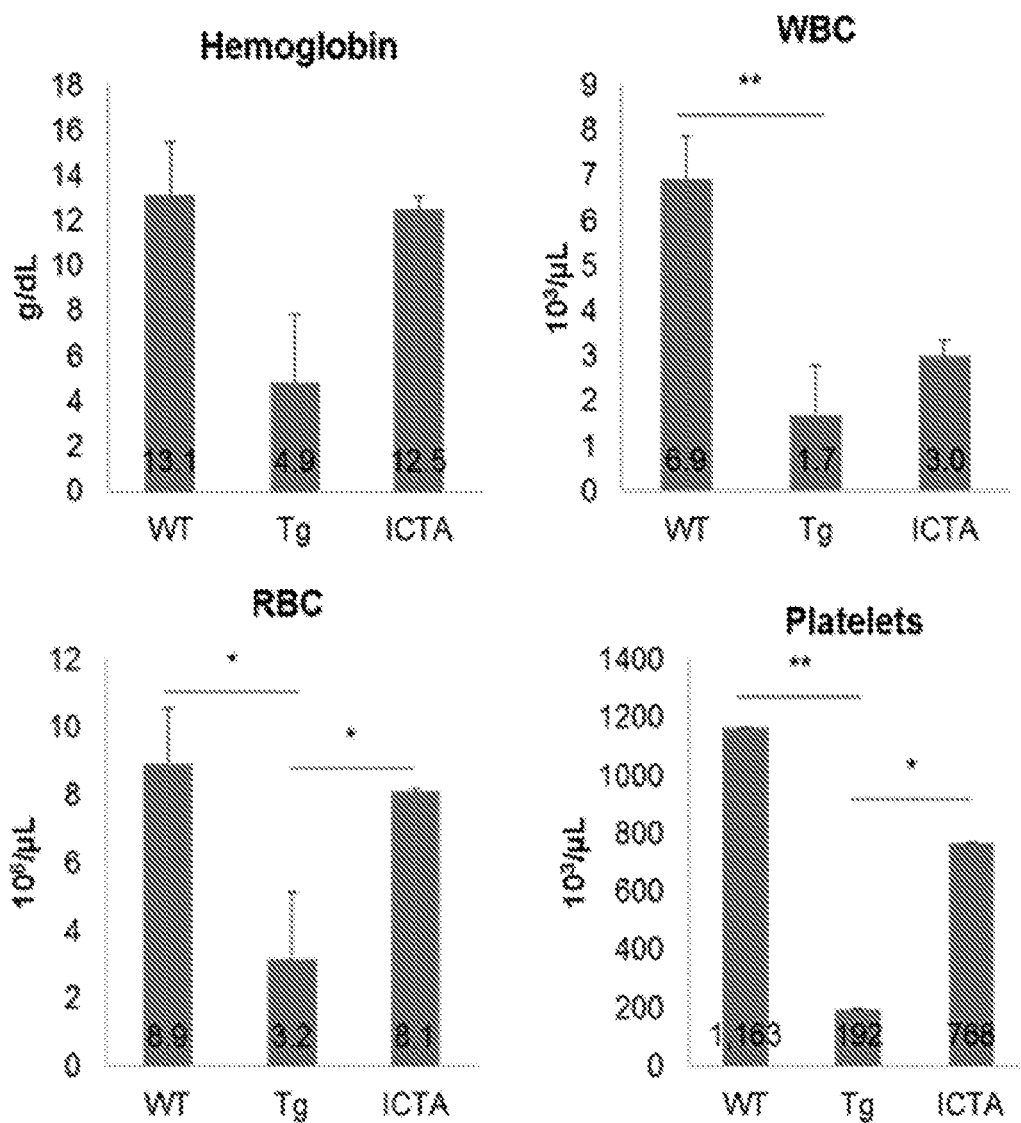 Hemoglobin
18
16
14
12
10
8
6
4
2
0
g/dL
13.1
4.9
12.5
WT
Tg
ICTA
WBC
**
9
8
7
6
5
4
3
2
1
0
10³/µL
6.9
1.7
3.0
WT
Tg
ICTA
RBC
*
*
12
10
8
6
4
2
0
10⁶/µL
8.9
3.2
8.1
WT
Tg
ICTA
Platelets
**
*
1400
1200
1000
800
600
400
200
0
10³/µL
1,163
192
768
WT
Tg
ICTA